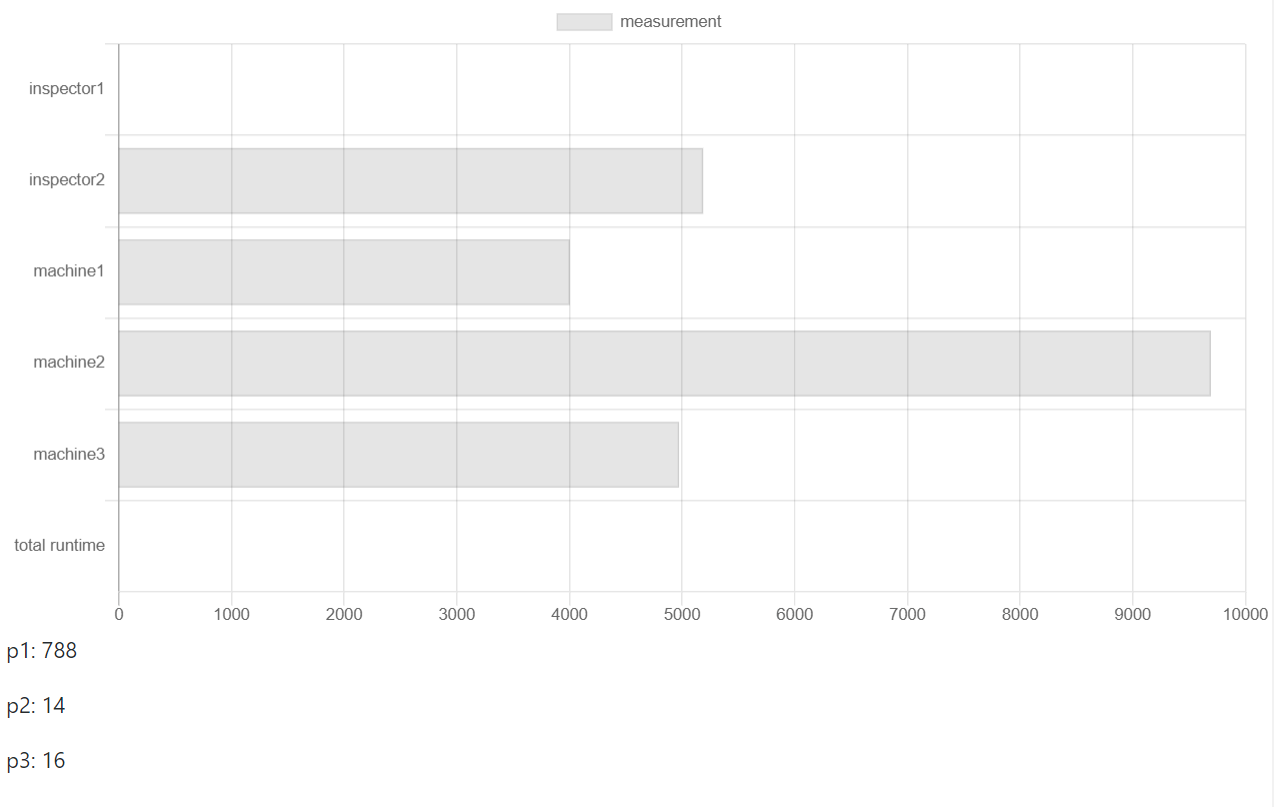 measurement
inspector1
inspector2
machine1
machine2
machine3
total runtime
0 1000 2000 3000 4000 5000 6000 7000 8000 9000 10000
p1: 788
p2: 14
p3: 16